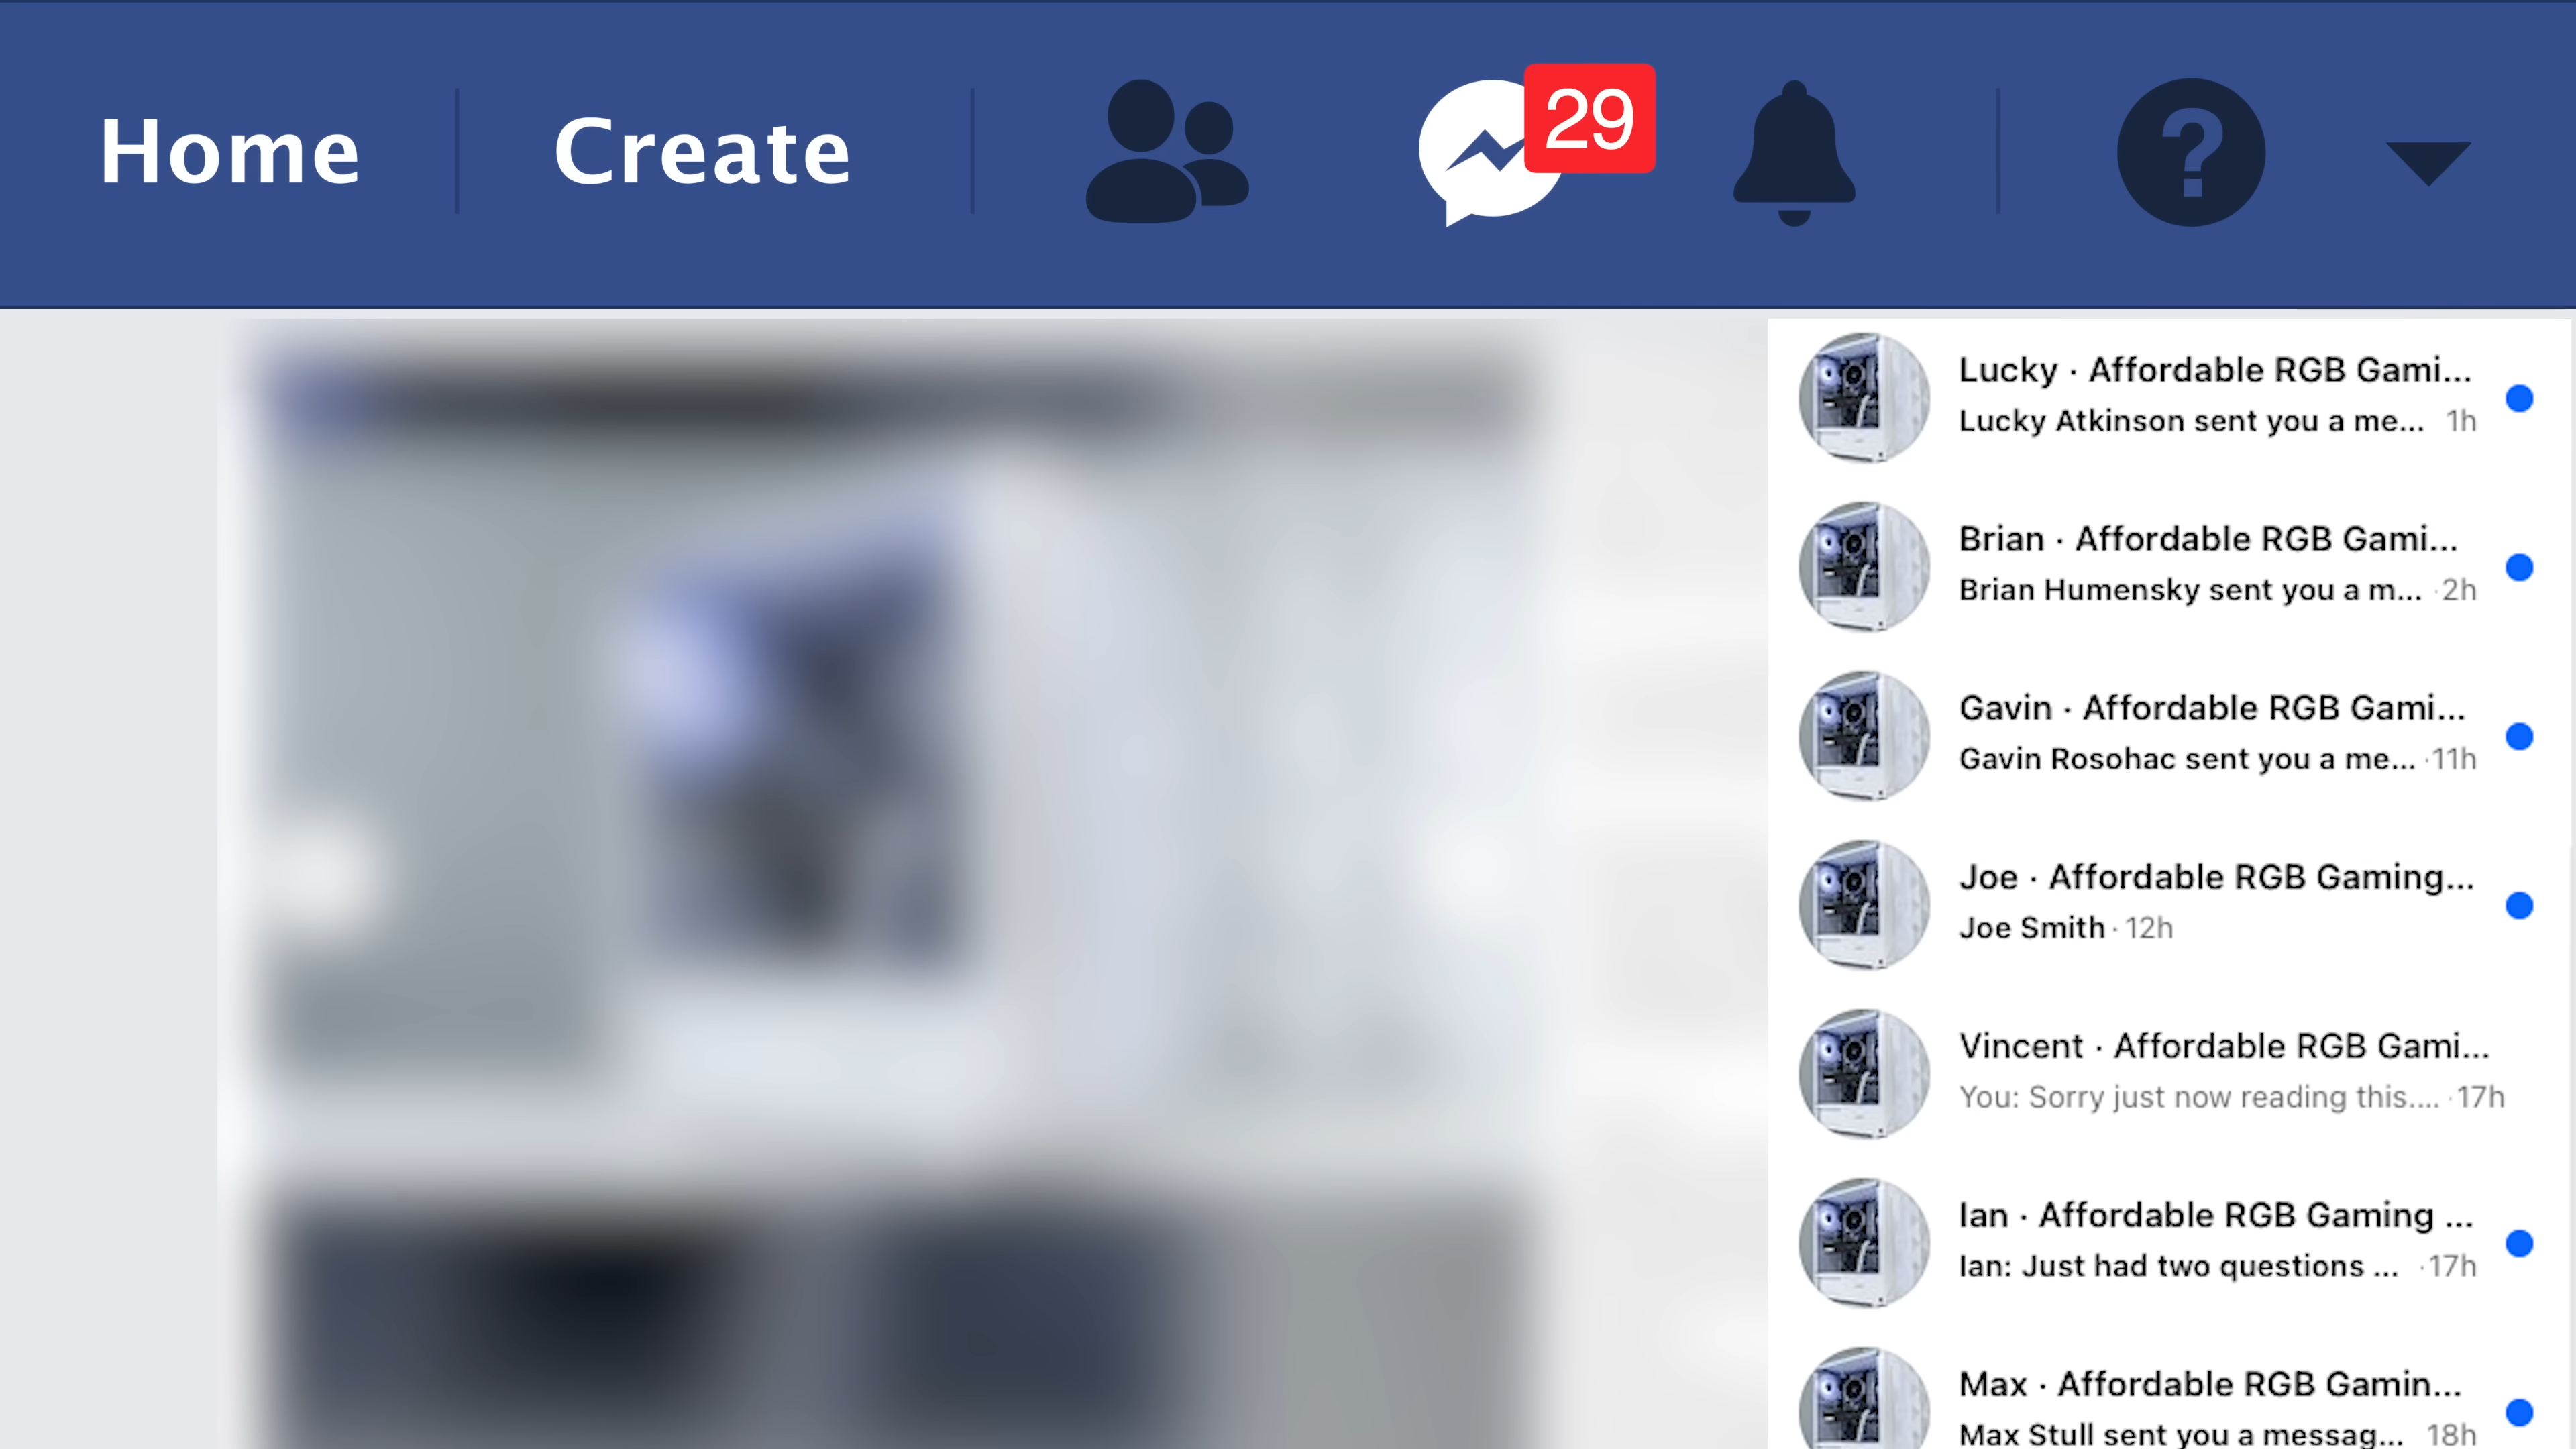 Home
Create
29
?
Lucky · Affordable RGB Gami...
Lucky Atkinson sent you a me... 1h
Brian · Affordable RGB Gami...
Brian Humensky sent you a m... · 2h
Gavin · Affordable RGB Gami...
Gavin Rosohac sent you a me... · 11h
Joe · Affordable RGB Gaming...
Joe Smith · 12h
Vincent · Affordable RGB Gami...
You: Sorry just now reading this.... · 17h
Ian · Affordable RGB Gaming ...
Ian: Just had two questions ... · 17h
Max · Affordable RGB Gamin...
Max Stull sent you a messag... 18h